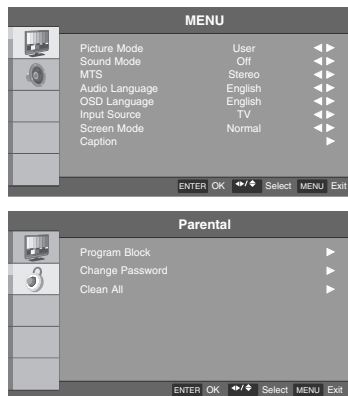 MENU
Picture Mode User
Sound Mode Off
MTS Stereo
Audio Language English
OSD Language English
Input Source TV
Screen Mode Normal
Caption
ENTER OK / Select MENU Exit
Parental
Program Block
Change Password
Clean All
ENTER OK / Select MENU Exit